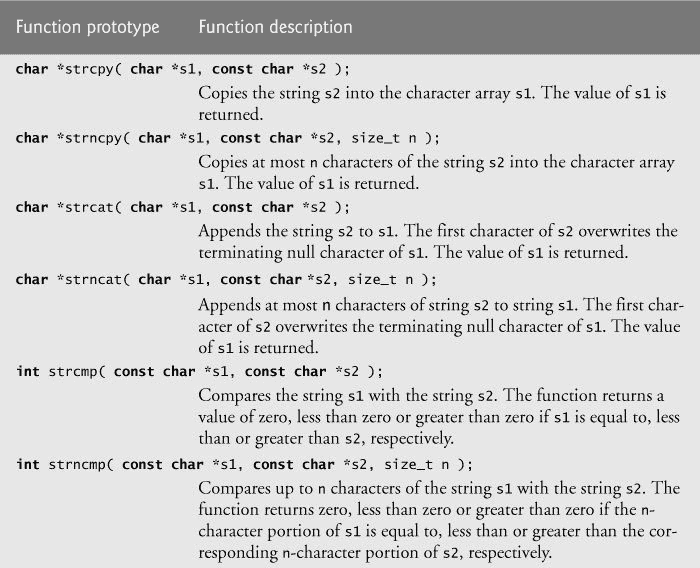 Function prototype Function description
char *strcpy( char *s1, const char *s2 );
Copies the string s2 into the character array s1. The value of s1 is
returned.
char *strncpy( char *s1, const char *s2, size_t n );
Copies at most n characters of the string s2 into the character array
s1. The value of s1 is returned.
char *strcat( char *s1, const char *s2 );
Appends the string s2 to s1. The first character of s2 overwrites the
terminating null character of s1. The value of s1 is returned.
char *strncat( char *s1, const char *s2, size_t n );
Appends at most n characters of string s2 to string s1. The first char-
acter of s2 overwrites the terminating null character of s1. The value
of s1 is returned.
int strcmp( const char *s1, const char *s2 );
Compares the string s1 with the string s2. The function returns a
value of zero, less than zero or greater than zero if s1 is equal to, less
than or greater than s2, respectively.
int strncmp( const char *s1, const char *s2, size_t n );
Compares up to n characters of the string s1 with the string s2. The
function returns zero, less than zero or greater than zero if the n-
character portion of s1 is equal to, less than or greater than the cor-
responding n-character portion of s2, respectively.